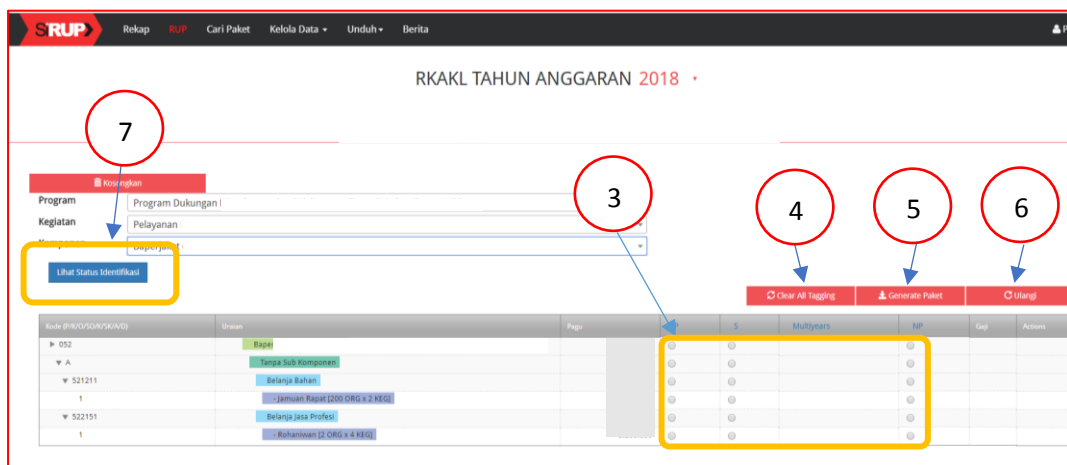 SIRUP Rekap RUP Cari Paket Kelola Data Unduh Berita P
RKAKL TAHUN ANGGARAN 2018
7
Kosongkan
3
4
5
6
Program Program Dukungan
Kegiatan Pelayanan
Komponen Baperjakat
Lihat Status Identifikasi
Clear All Tagging Generate Paket Ulangi
Kode (P/K/O/SO/K/SK/A/D) Uraian Pagu P S Multiyears NP Gaji Actions
052 Baper
A Tanpa Sub Komponen
521211 Belanja Bahan
1 - Jamuan Rapat [200 ORG x 2 KEG]
522151 Belanja Jasa Profesi
1 - Rohaniwan [2 ORG x 4 KEG]